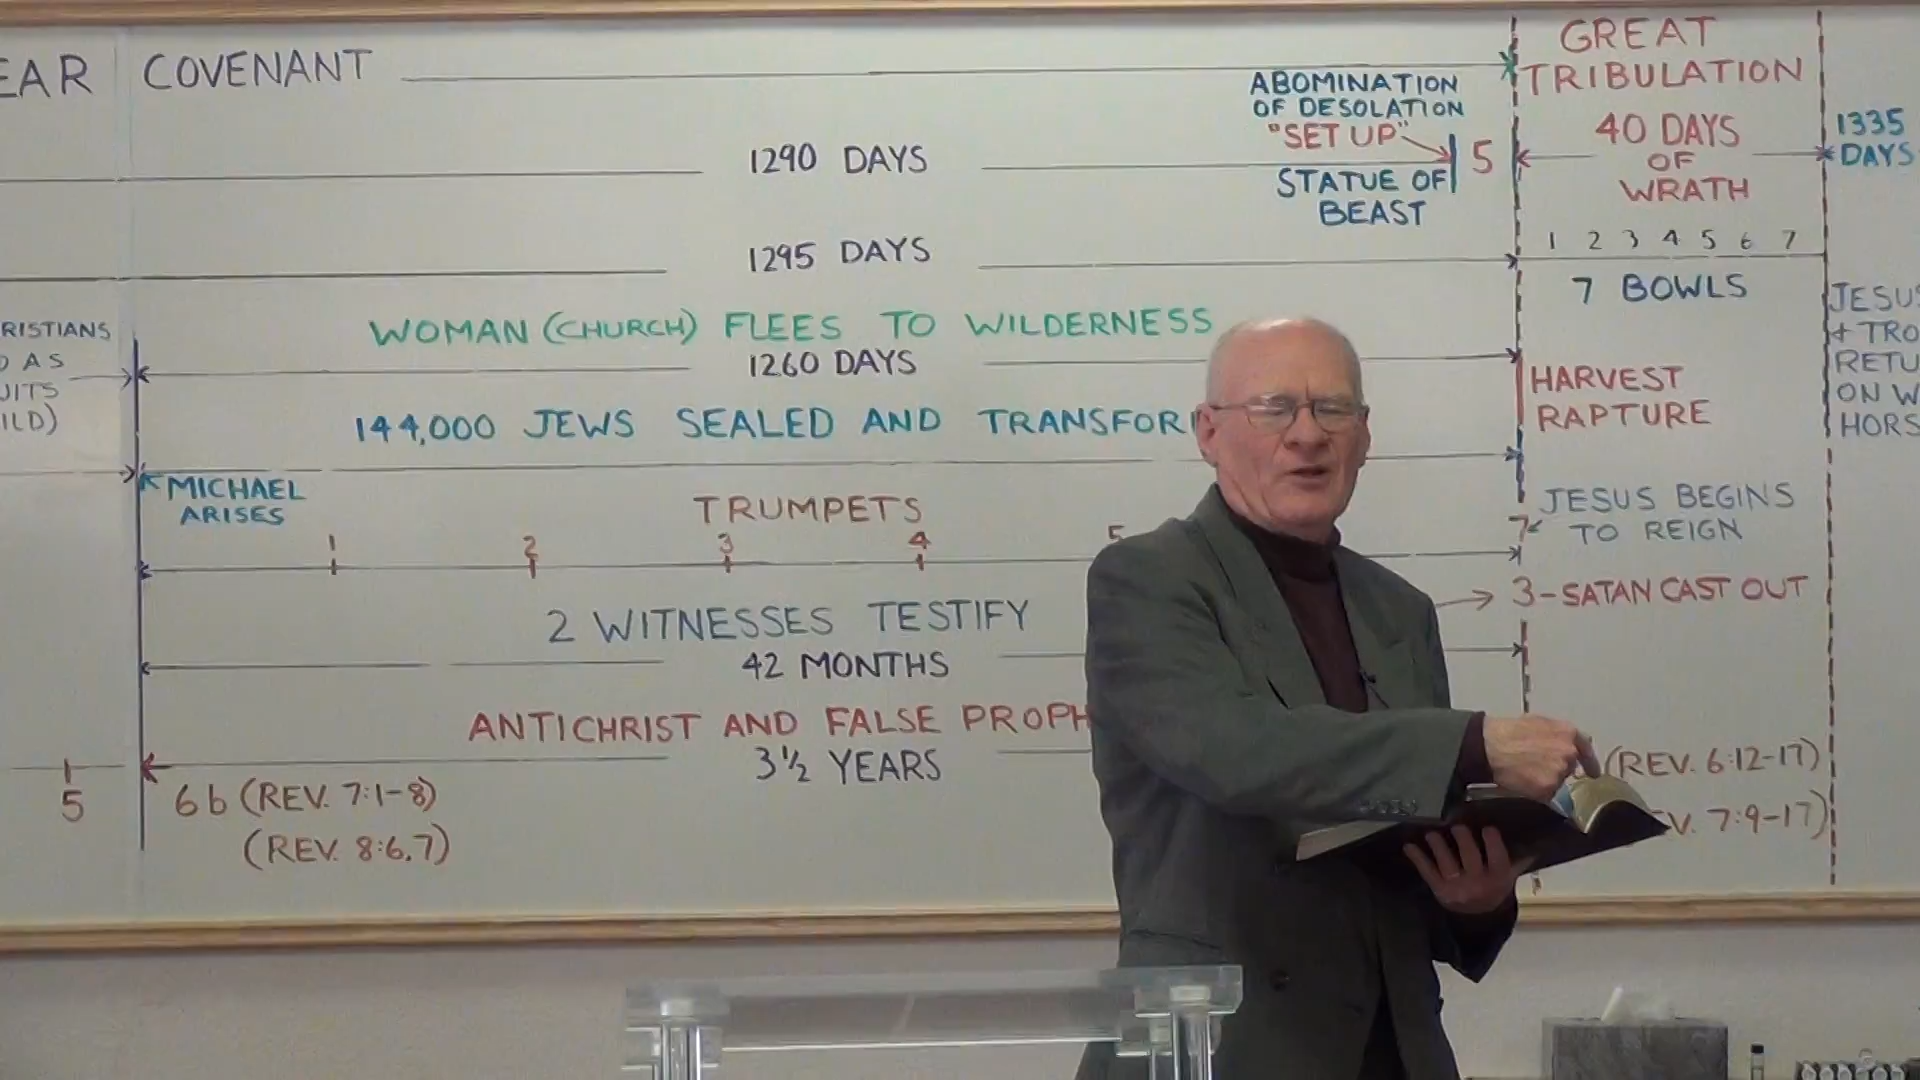 EAR COVENANT
GREAT
TRIBULATION
ABOMINATION
OF DESOLATION
"SET UP"
5
STATUE OF
BEAST
40 DAYS
OF
WRATH
1335
DAYS
1290 DAYS
1295 DAYS
1 2 3 4 5 6 7
7 BOWLS
WOMAN (CHURCH) FLEES TO WILDERNESS
1260 DAYS
RISTIANS
AS
UITS
ILD)
HARVEST
RAPTURE
JESUS
+ TRO
RETU
ON W
HORS
144,000 JEWS SEALED AND TRANSFOR
MICHAEL
ARISES
TRUMPETS
1 2 3 4 5
7
JESUS BEGINS
TO REIGN
2 WITNESSES TESTIFY
42 MONTHS
3-SATAN CAST OUT
ANTICHRIST AND FALSE PROPH
3½ YEARS
5
6b (REV. 7:1-8)
(REV. 8:6,7)
(REV. 6:12-17)
V. 7:9-17)